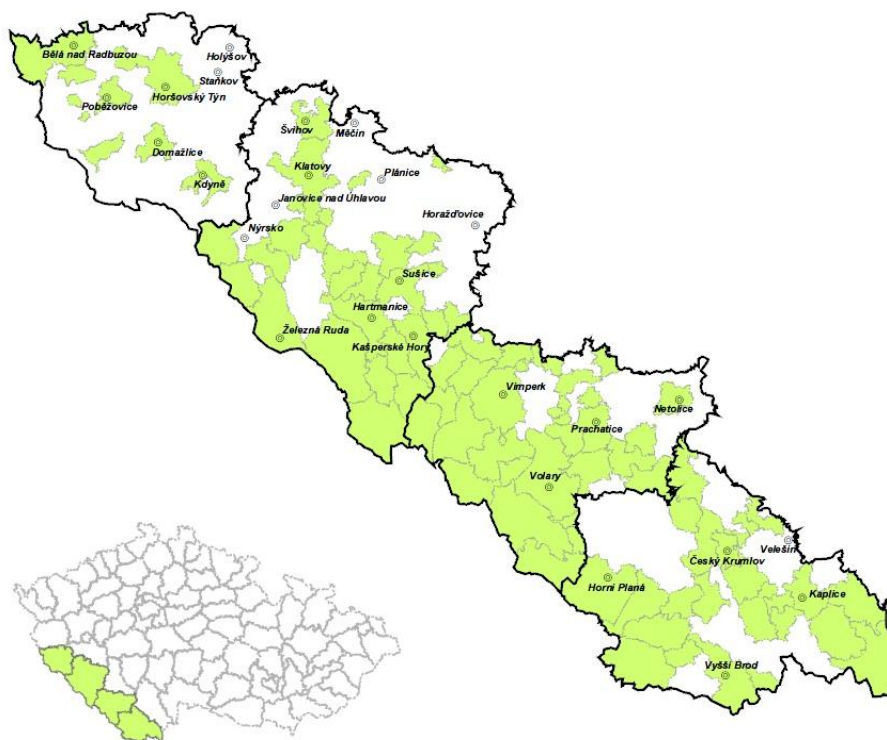 Bělá nad Radbuzou
Holýšov
Staňkov
Horšovský Týn
Poběžovice
Švihov
Měčín
Domažlice
Klatovy
Plánice
Kdyně
Janovice nad Úhlavou
Horažďovice
Nýrsko
Sušice
Hartmanice
Železná Ruda
Kašperské Hory
Vimperk
Netolice
Prachatice
Volary
Velešín
Český Krumlov
Horní Planá
Kaplice
Vyšší Brod